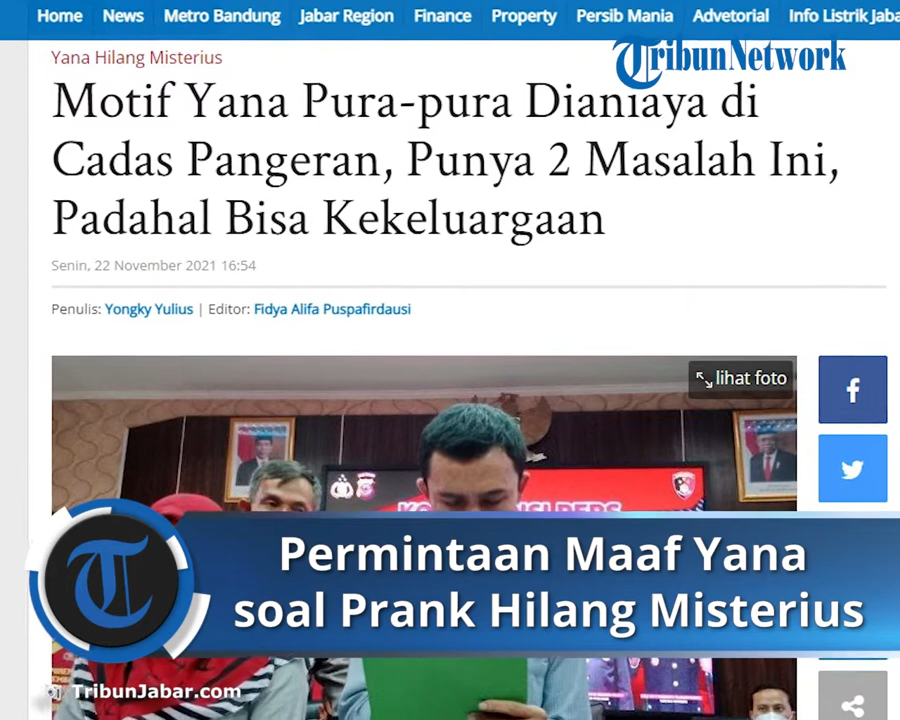 Home News Metro Bandung Jabar Region Finance Property Persib Mania Advetorial Info Listrik Jaba
Yana Hilang Misterius
TribunNetwork
Motif Yana Pura-pura Dianiaya di
Cadas Pangeran, Punya 2 Masalah Ini,
Padahal Bisa Kekeluargaan
Senin, 22 November 2021 16:54
Penulis: Yongky Yulius | Editor: Fidya Alifa Puspafirdausi
lihat foto
Permintaan Maaf Yana
soal Prank Hilang Misterius
TribunJabar.com